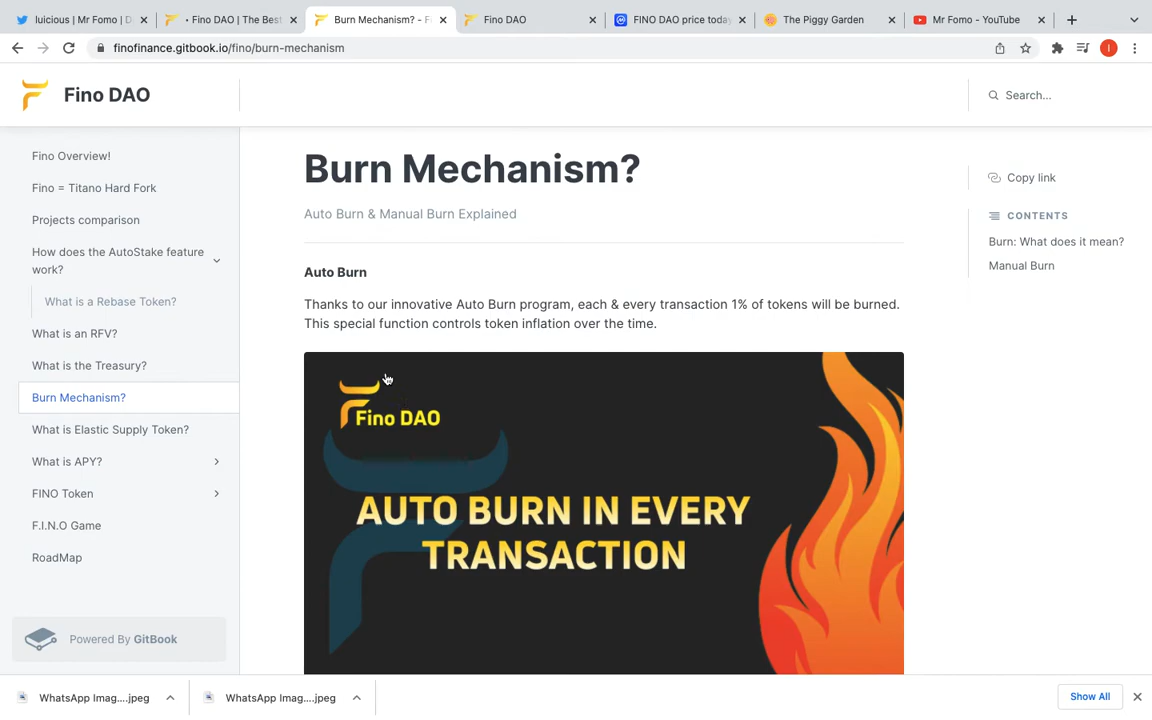 luicious | Mr Fomo | D
• Fino DAO | The Best
Burn Mechanism? - F
Fino DAO
FINO DAO price today
The Piggy Garden
Mr Fomo - YouTube
finofinance.gitbook.io/fino/burn-mechanism
I
Fino DAO
Search...
Fino Overview!
Fino = Titano Hard Fork
Projects comparison
How does the AutoStake feature
work?
What is a Rebase Token?
What is an RFV?
What is the Treasury?
Burn Mechanism?
What is Elastic Supply Token?
What is APY?
FINO Token
F.I.N.O Game
RoadMap
Powered By GitBook
Burn Mechanism?
Auto Burn & Manual Burn Explained
Auto Burn
Thanks to our innovative Auto Burn program, each & every transaction 1% of tokens will be burned.
This special function controls token inflation over the time.
Fino DAO
AUTO BURN IN EVERY
TRANSACTION
Copy link
CONTENTS
Burn: What does it mean?
Manual Burn
WhatsApp Imag....jpeg
WhatsApp Imag....jpeg
Show All